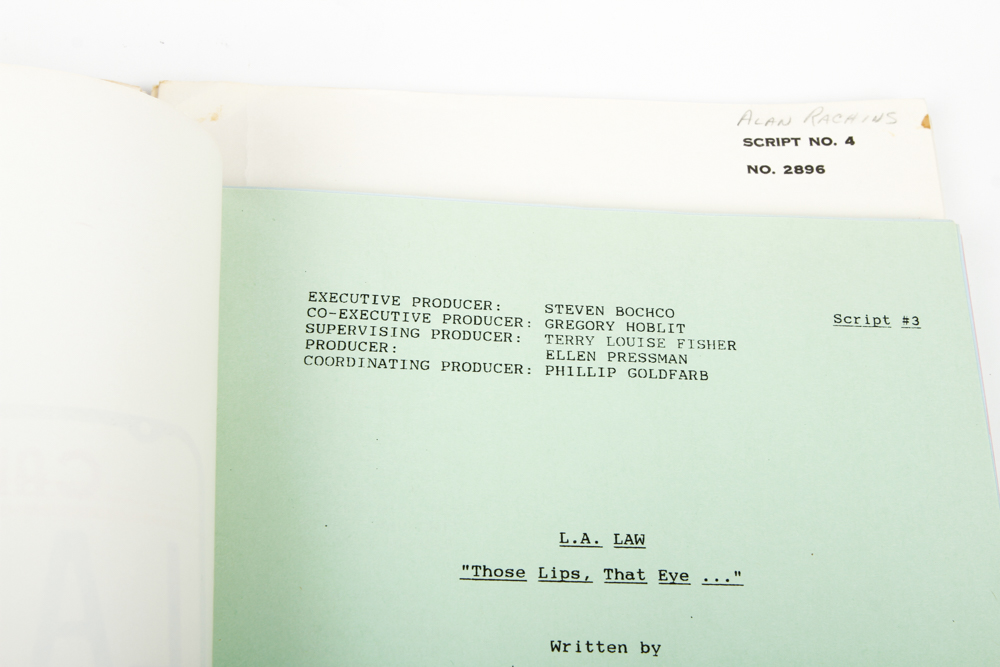 ALAN RACHINS
SCRIPT NO. 4
NO. 2896
EXECUTIVE PRODUCER: STEVEN BOCHCO
CO-EXECUTIVE PRODUCER: GREGORY HOBLIT
Script #3
SUPERVISING PRODUCER: TERRY LOUISE FISHER
PRODUCER: ELLEN PRESSMAN
COORDINATING PRODUCER: PHILLIP GOLDFARB
L.A. LAW
"Those Lips, That Eye ..."
Written by